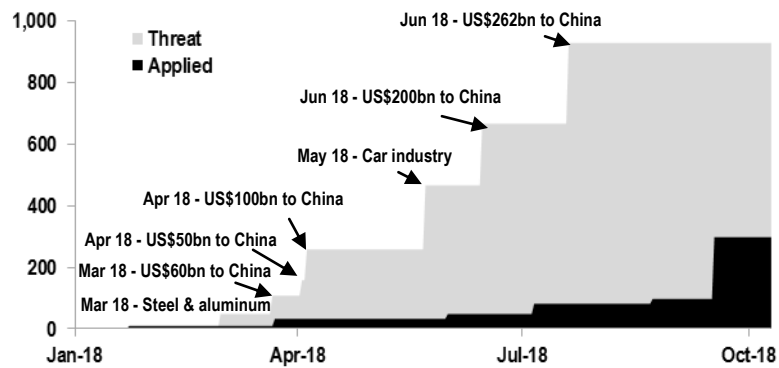 1,000
800
600
400
200
0
Threat
Applied
Jun 18 - US$262bn to China
Jun 18 - US$200bn to China
May 18 - Car industry
Apr 18 - US$100bn to China
Apr 18 - US$50bn to China
Mar 18 - US$60bn to China
Mar 18 - Steel & aluminum
Jan-18 Apr-18 Jul-18 Oct-18